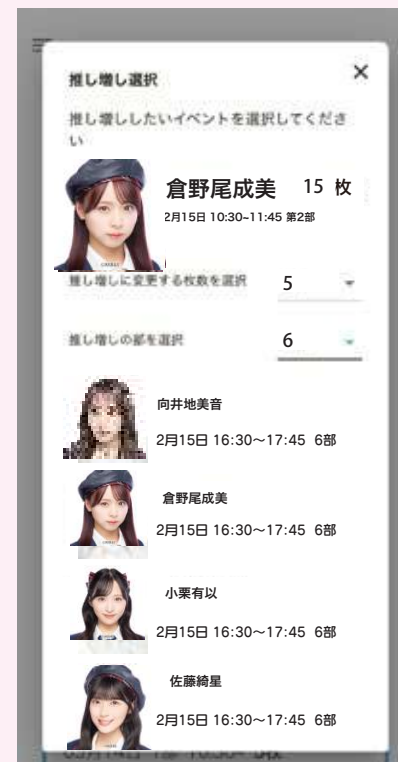 推し増し選択
×
推し増ししたいイベントを選択してくださ
い
倉野尾成美 15 枚
2月15日 10:30~11:45 第2部
推し増しに変更する枚数を選択 5
推し増しの部を選択 6
向井地美音
2月15日 16:30～17:45 6部
倉野尾成美
2月15日 16:30～17:45 6部
小栗有以
2月15日 16:30～17:45 6部
佐藤綺星
2月15日 16:30～17:45 6部